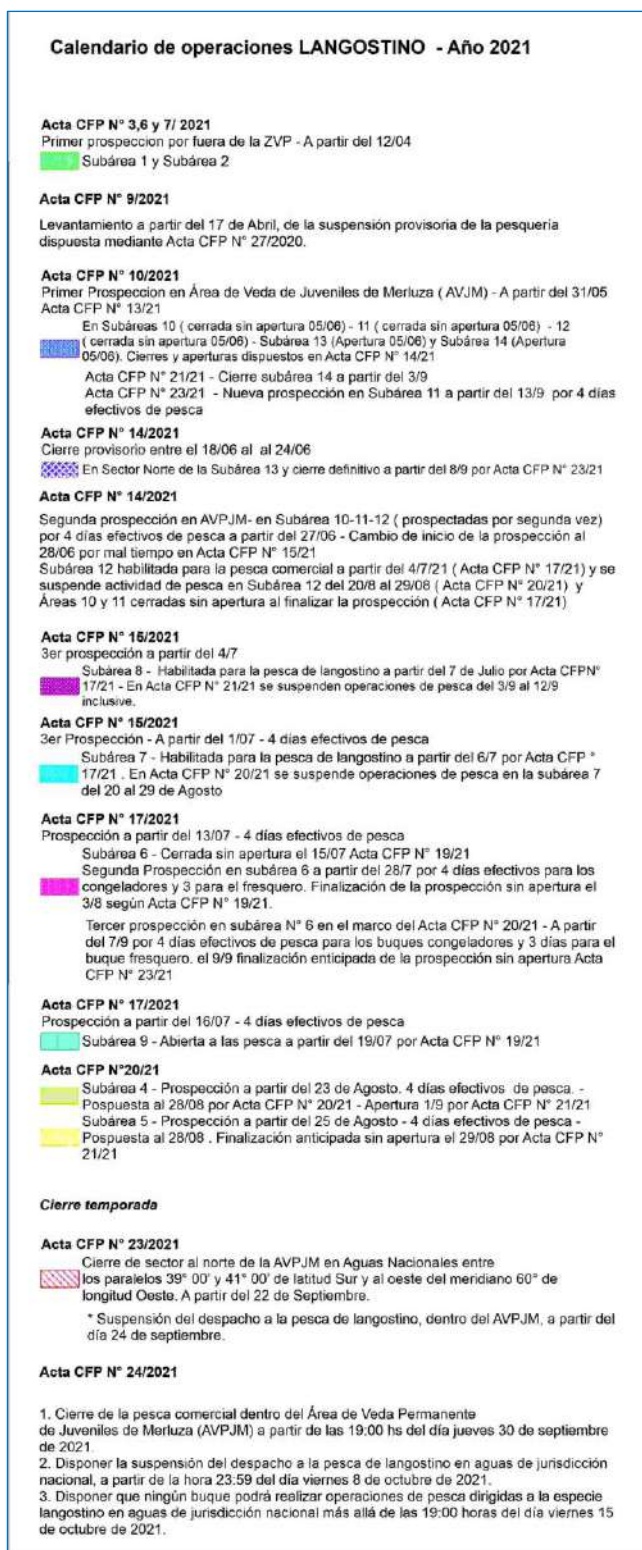 Calendario de operaciones LANGOSTINO - Año 2021
Acta CFP N° 3,6 y 7/ 2021
Primer prospeccion por fuera de la ZVP - A partir del 12/04
Subárea 1 y Subárea 2
Acta CFP N° 9/2021
Levantamiento a partir del 17 de Abril, de la suspensión provisoria de la pesquería
dispuesta mediante Acta CFP N° 27/2020.
Acta CFP N° 10/2021
Primer Prospeccion en Área de Veda de Juveniles de Merluza ( AVJM) - A partir del 31/05
Acta CFP N° 13/21
En Subáreas 10 ( cerrada sin apertura 05/06) - 11 ( cerrada sin apertura 05/06) - 12
( cerrada sin apertura 05/06) - Subárea 13 (Apertura 05/06) y Subárea 14 (Apertura
05/06). Cierres y aperturas dispuestos en Acta CFP N° 14/21
Acta CFP N° 21/21 - Cierre subárea 14 a partir del 3/9
Acta CFP N° 23/21 - Nueva prospección en Subárea 11 a partir del 13/9 por 4 días
efectivos de pesca
Acta CFP N° 14/2021
Cierre provisorio entre el 18/06 al al 24/06
En Sector Norte de la Subárea 13 y cierre definitivo a partir del 8/9 por Acta CFP N° 23/21
Acta CFP N° 14/2021
Segunda prospección en AVPJM- en Subárea 10-11-12 ( prospectadas por segunda vez)
por 4 días efectivos de pesca a partir del 27/06 - Cambio de inicio de la prospección al
28/06 por mal tiempo en Acta CFP N° 15/21
Subárea 12 habilitada para la pesca comercial a partir del 4/7/21 ( Acta CFP N° 17/21) y se
suspende actividad de pesca en Subárea 12 del 20/8 al 29/08 ( Acta CFP N° 20/21) y
Áreas 10 y 11 cerradas sin apertura al finalizar la prospección ( Acta CFP N° 17/21)
Acta CFP N° 16/2021
3er prospección a partir del 4/7
Subárea 8 - Habilitada para la pesca de langostino a partir del 7 de Julio por Acta CFPN°
17/21 - En Acta CFP N° 21/21 se suspenden operaciones de pesca del 3/9 al 12/9
inclusive.
Acta CFP N° 15/2021
3er Prospección - A partir del 1/07 - 4 días efectivos de pesca
Subárea 7 - Habilitada para la pesca de langostino a partir del 6/7 por Acta CFP °
17/21 . En Acta CFP N° 20/21 se suspende operaciones de pesca en la subárea 7
del 20 al 29 de Agosto
Acta CFP N° 17/2021
Prospección a partir del 13/07 - 4 días efectivos de pesca
Subárea 6 - Cerrada sin apertura el 15/07 Acta CFP N° 19/21
Segunda Prospección en subárea 6 a partir del 28/7 por 4 días efectivos para los
congeladores y 3 para el fresquero. Finalización de la prospección sin apertura el
3/8 según Acta CFP N° 19/21.
Tercer prospección en subárea N° 6 en el marco del Acta CFP N° 20/21 - A partir
del 7/9 por 4 días efectivos de pesca para los buques congeladores y 3 días para el
buque fresquero. el 9/9 finalización enticipada de la prospección sin apertura Acta
CFP N° 23/21
Acta CFP N° 17/2021
Prospección a partir del 16/07 - 4 días efectivos de pesca
Subárea 9 - Abierta a las pesca a partir del 19/07 por Acta CFP N° 19/21
Acta CFP N°20/21
Subárea 4 - Prospección a partir del 23 de Agosto. 4 días efectivos de pesca. -
Pospuesta al 28/08 por Acta CFP N° 20/21 - Apertura 1/9 por Acta CFP N° 21/21
Subárea 5 - Prospección a partir del 25 de Agosto - 4 días efectivos de pesca -
Pospuesta al 28/08 . Finalización anticipada sin apertura el 29/08 por Acta CFP N°
21/21
Cierre temporada
Acta CFP N° 23/2021
Cierre de sector al norte de la AVPJM en Aguas Nacionales entre
los paralelos 39° 00' y 41° 00' de latitud Sur y al oeste del meridiano 60° de
longitud Oeste. A partir del 22 de Septiembre.
* Suspensión del despacho a la pesca de langostino, dentro del AVPJM, a partir del
día 24 de septiembre.
Acta CFP N° 24/2021
1. Cierre de la pesca comercial dentro del Área de Veda Permanente
de Juveniles de Merluza (AVPJM) a partir de las 19:00 hs del día jueves 30 de septiembre
de 2021.
2. Disponer la suspensión del despacho a la pesca de langostino en aguas de jurisdicción
nacional, a partir de la hora 23:59 del día viernes 8 de octubre de 2021.
3. Disponer que ningún buque podrá realizar operaciones de pesca dirigidas a la especie
langostino en aguas de jurisdicción nacional más allá de las 19:00 horas del día viernes 15
de octubre de 2021.